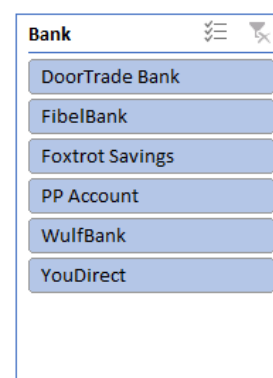 Bank
DoorTrade Bank
FibelBank
Foxtrot Savings
PP Account
WulfBank
YouDirect